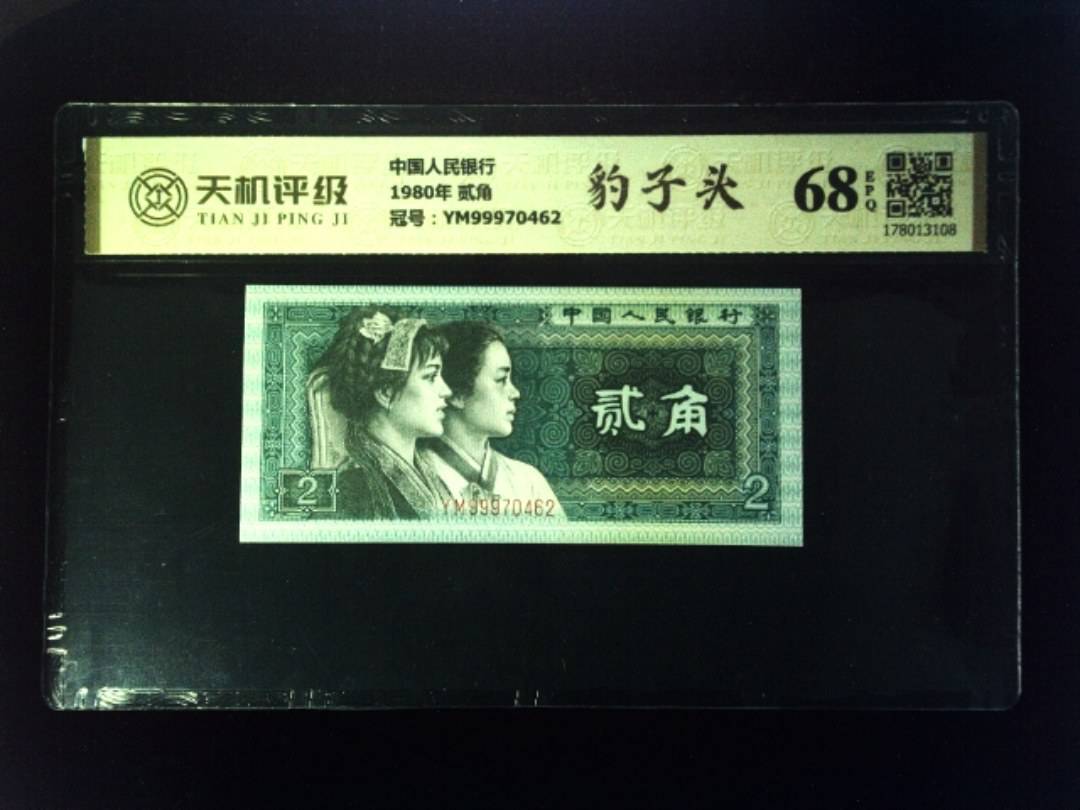 天机评级
TIAN JI PING JI
中国人民银行
1980年 贰角
冠号：YM99970462
豹子头
68
EPQ
178013108
中国人民银行
贰角
2
2
YM99970462